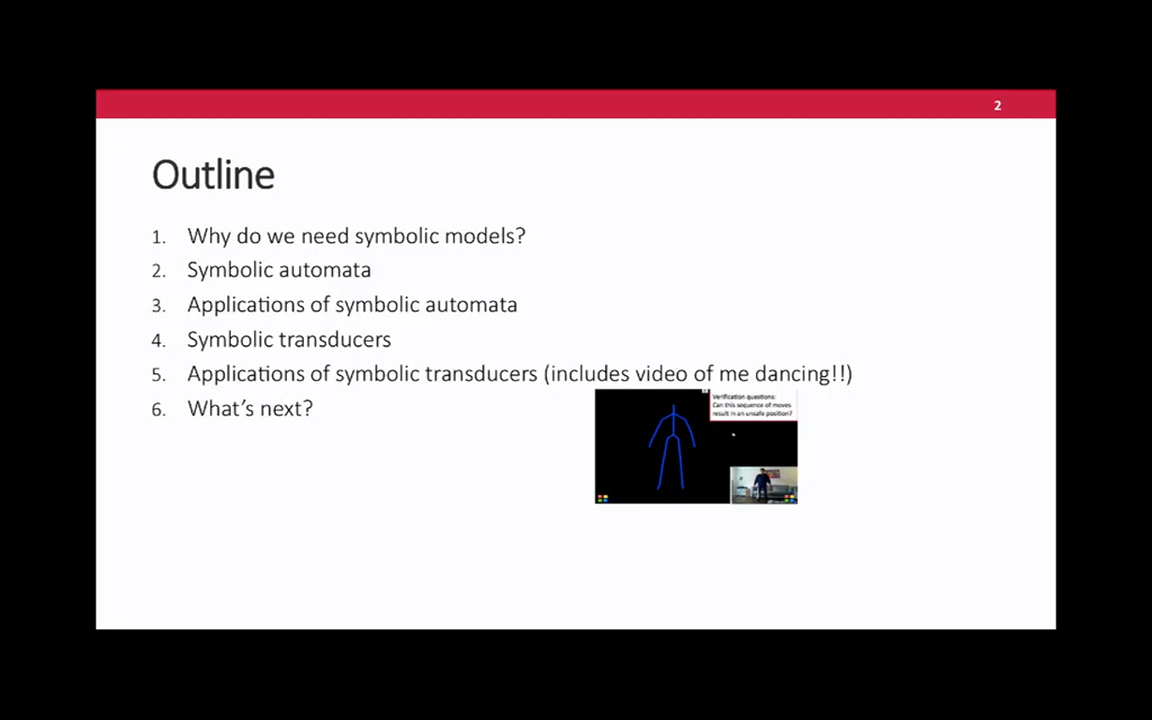 2
Outline
1. Why do we need symbolic models?
2. Symbolic automata
3. Applications of symbolic automata
4. Symbolic transducers
5. Applications of symbolic transducers (includes video of me dancing!!)
6. What's next?
Verification questions:
Can this sequence of moves
result in an unsafe position?